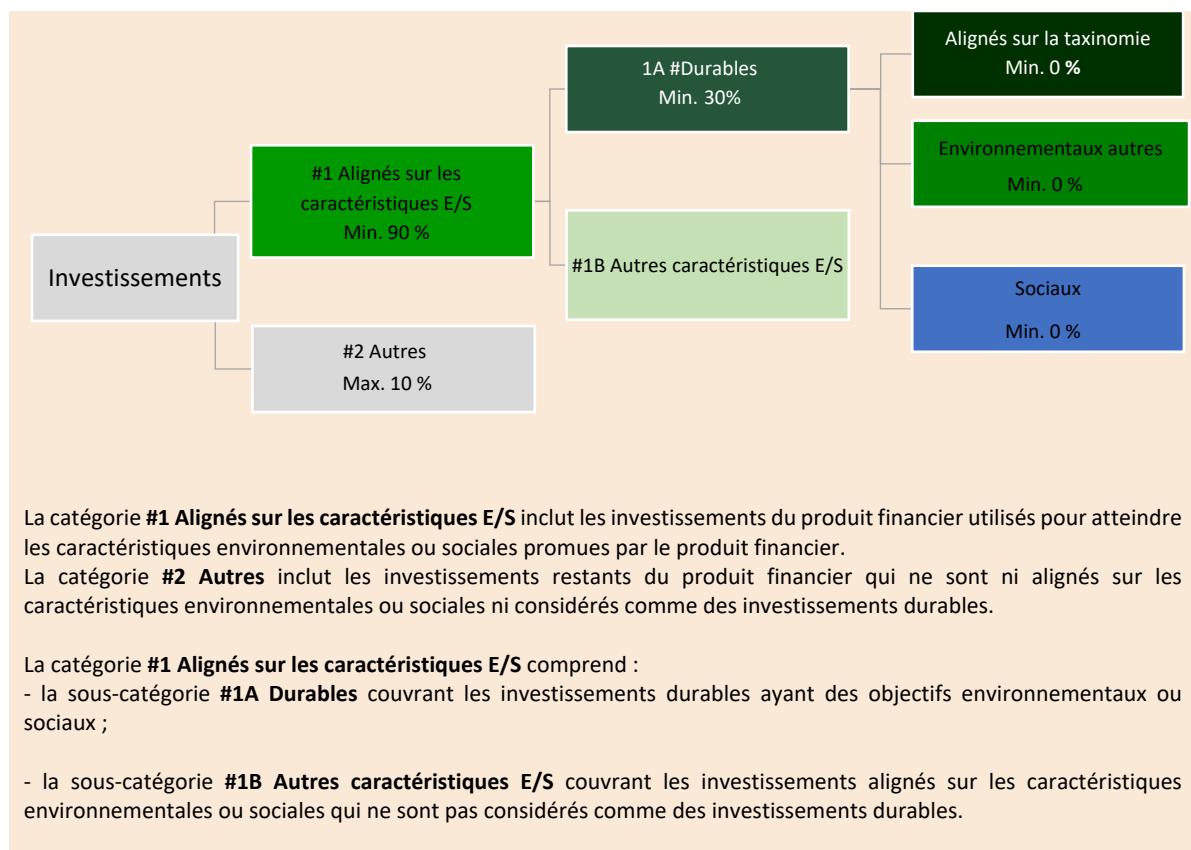 Investissements
#1 Alignés sur les
caractéristiques E/S
Min. 90 %
#2 Autres
Max. 10 %
1A #Durables
Min. 30%
#1B Autres caractéristiques E/S
Alignés sur la taxinomie
Min. 0 %
Environnementaux autres
Min. 0 %
Sociaux
Min. 0 %
La catégorie #1 Alignés sur les caractéristiques E/S inclut les investissements du produit financier utilisés pour atteindre
les caractéristiques environnementales ou sociales promues par le produit financier.
La catégorie #2 Autres inclut les investissements restants du produit financier qui ne sont ni alignés sur les
caractéristiques environnementales ou sociales ni considérés comme des investissements durables.
La catégorie #1 Alignés sur les caractéristiques E/S comprend :
- la sous-catégorie #1A Durables couvrant les investissements durables ayant des objectifs environnementaux ou
sociaux ;
- la sous-catégorie #1B Autres caractéristiques E/S couvrant les investissements alignés sur les caractéristiques
environnementales ou sociales qui ne sont pas considérés comme des investissements durables.